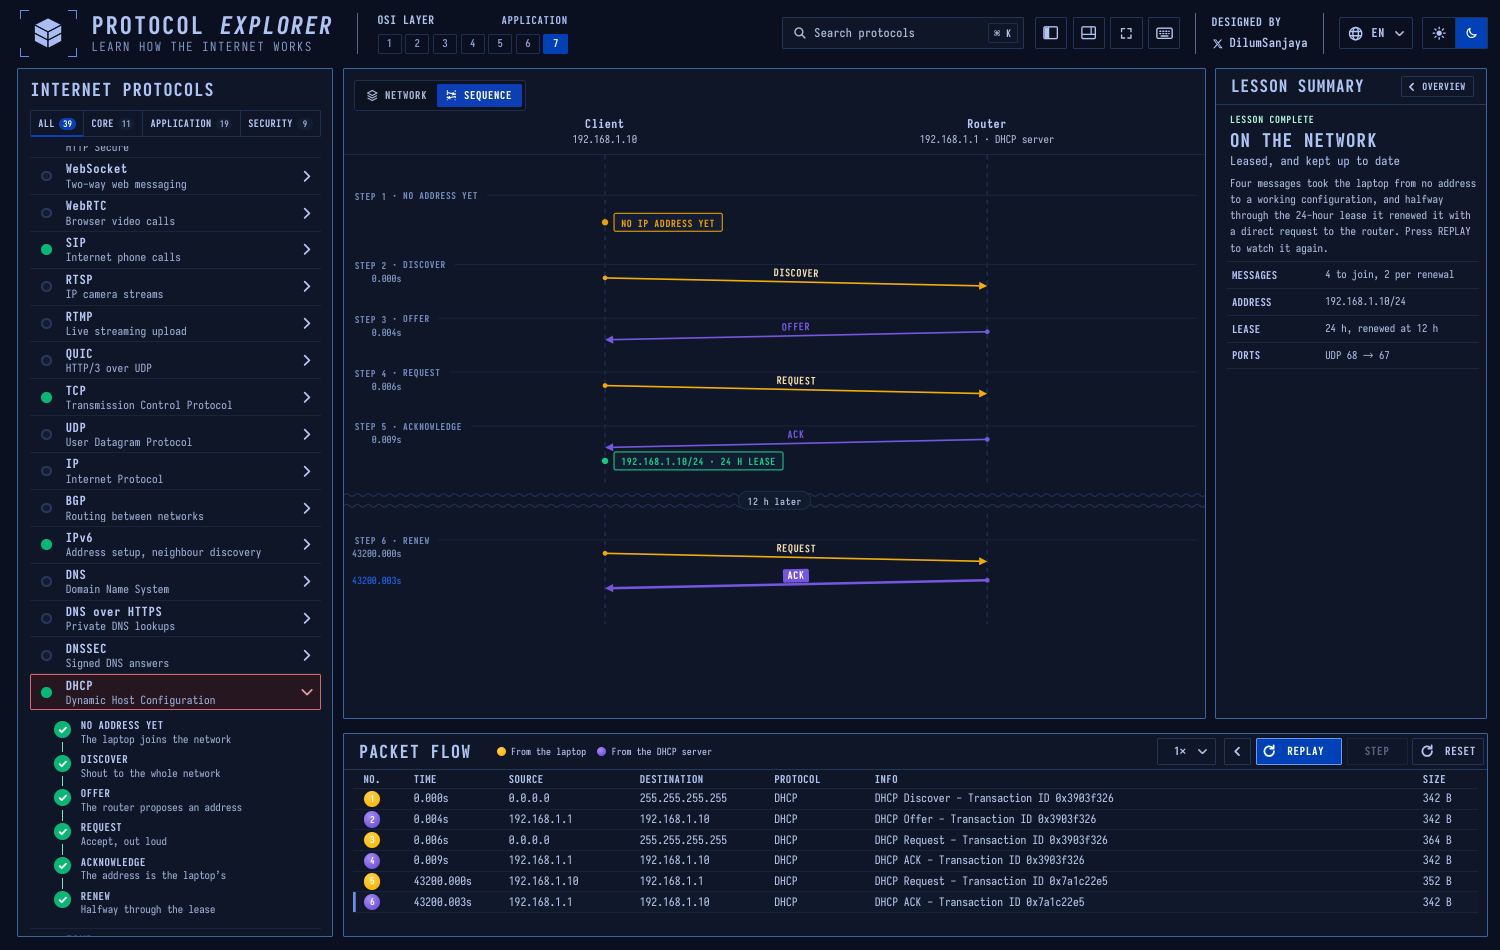 PROTOCOL EXPLORER
LEARN HOW THE INTERNET WORKS
OSI LAYER APPLICATION
1 2 3 4 5 6 7
Search protocols ⌘ K
DESIGNED BY
DilumSanjaya
EN
INTERNET PROTOCOLS
ALL 39 CORE 11 APPLICATION 19 SECURITY 9
HTTP Secure
WebSocket
Two-way web messaging
WebRTC
Browser video calls
SIP
Internet phone calls
RTSP
IP camera streams
RTMP
Live streaming upload
QUIC
HTTP/3 over UDP
TCP
Transmission Control Protocol
UDP
User Datagram Protocol
IP
Internet Protocol
BGP
Routing between networks
IPv6
Address setup, neighbour discovery
DNS
Domain Name System
DNS over HTTPS
Private DNS lookups
DNSSEC
Signed DNS answers
DHCP
Dynamic Host Configuration
NO ADDRESS YET
The laptop joins the network
DISCOVER
Shout to the whole network
OFFER
The router proposes an address
REQUEST
Accept, out loud
ACKNOWLEDGE
The address is the laptop's
RENEW
Halfway through the lease
NETWORK SEQUENCE
Client Router
192.168.1.10 192.168.1.1 · DHCP server
STEP 1 · NO ADDRESS YET
NO IP ADDRESS YET
STEP 2 · DISCOVER
0.000s DISCOVER
STEP 3 · OFFER
0.004s OFFER
STEP 4 · REQUEST
0.006s REQUEST
STEP 5 · ACKNOWLEDGE
0.009s ACK
192.168.1.10/24 · 24 H LEASE
12 h later
STEP 6 · RENEW
43200.000s REQUEST
43200.003s ACK
LESSON SUMMARY OVERVIEW
LESSON COMPLETE
ON THE NETWORK
Leased, and kept up to date
Four messages took the laptop from no address
to a working configuration, and halfway
through the 24-hour lease it renewed it with
a direct request to the router. Press REPLAY
to watch it again.
MESSAGES 4 to join, 2 per renewal
ADDRESS 192.168.1.10/24
LEASE 24 h, renewed at 12 h
PORTS UDP 68 → 67
PACKET FLOW From the laptop From the DHCP server 1× REPLAY STEP RESET
NO. TIME SOURCE DESTINATION PROTOCOL INFO SIZE
1 0.000s 0.0.0.0 255.255.255.255 DHCP DHCP Discover – Transaction ID 0x3903f326 342 B
2 0.004s 192.168.1.1 192.168.1.10 DHCP DHCP Offer – Transaction ID 0x3903f326 342 B
3 0.006s 0.0.0.0 255.255.255.255 DHCP DHCP Request – Transaction ID 0x3903f326 364 B
4 0.009s 192.168.1.1 192.168.1.10 DHCP DHCP ACK – Transaction ID 0x3903f326 342 B
5 43200.000s 192.168.1.10 192.168.1.1 DHCP DHCP Request – Transaction ID 0x7a1c22e5 352 B
6 43200.003s 192.168.1.1 192.168.1.10 DHCP DHCP ACK – Transaction ID 0x7a1c22e5 342 B